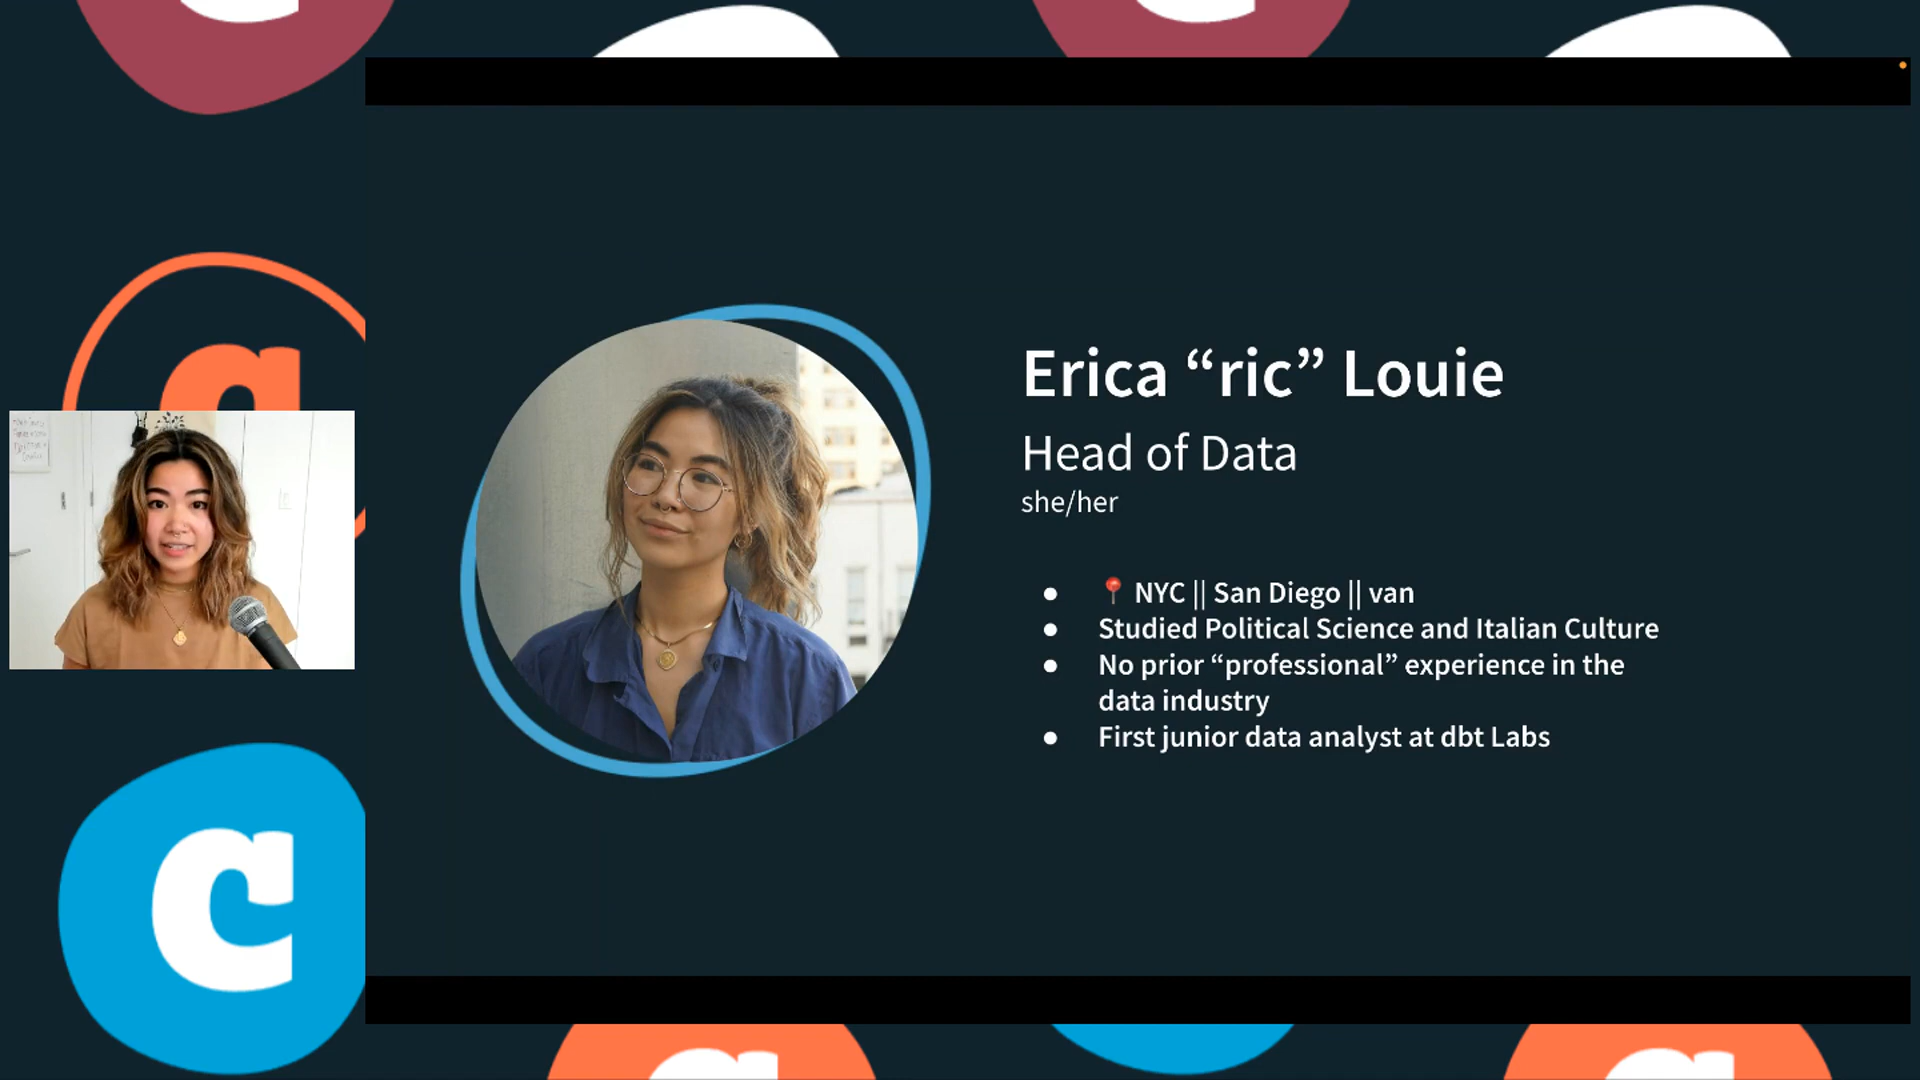 Erica “ric” Louie
Head of Data
she/her
● 📍 NYC || San Diego || van
● Studied Political Science and Italian Culture
● No prior “professional” experience in the
data industry
● First junior data analyst at dbt Labs
c